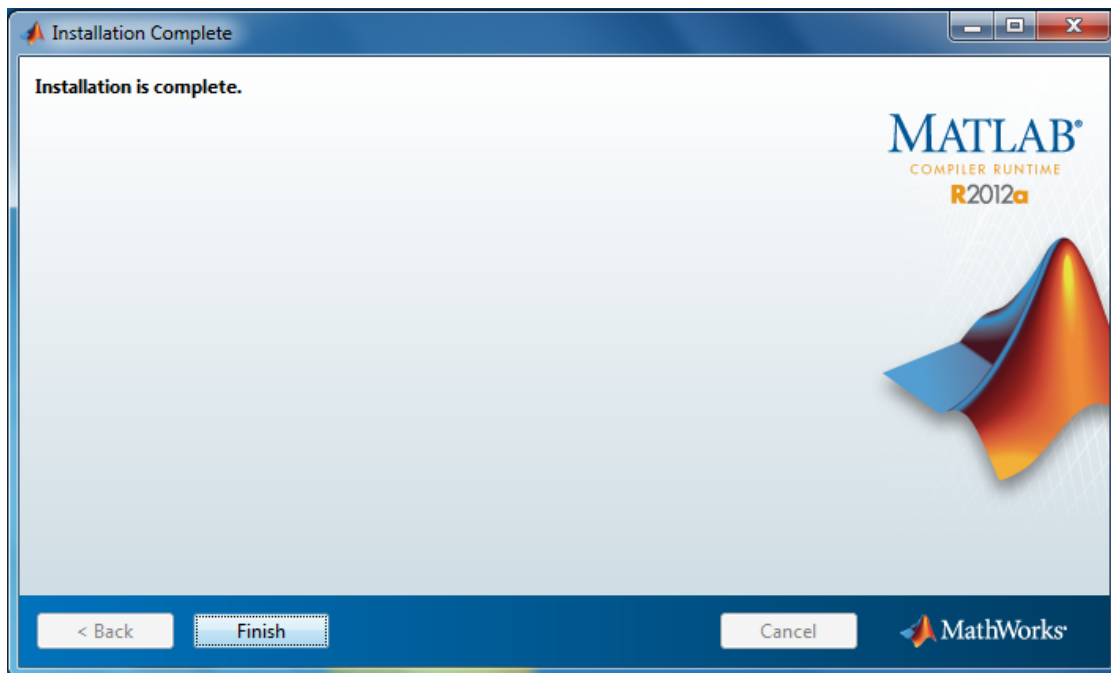 Installation Complete
Installation is complete.
MATLAB®
COMPILER RUNTIME
R2012a
< Back
Finish
Cancel
MathWorks®